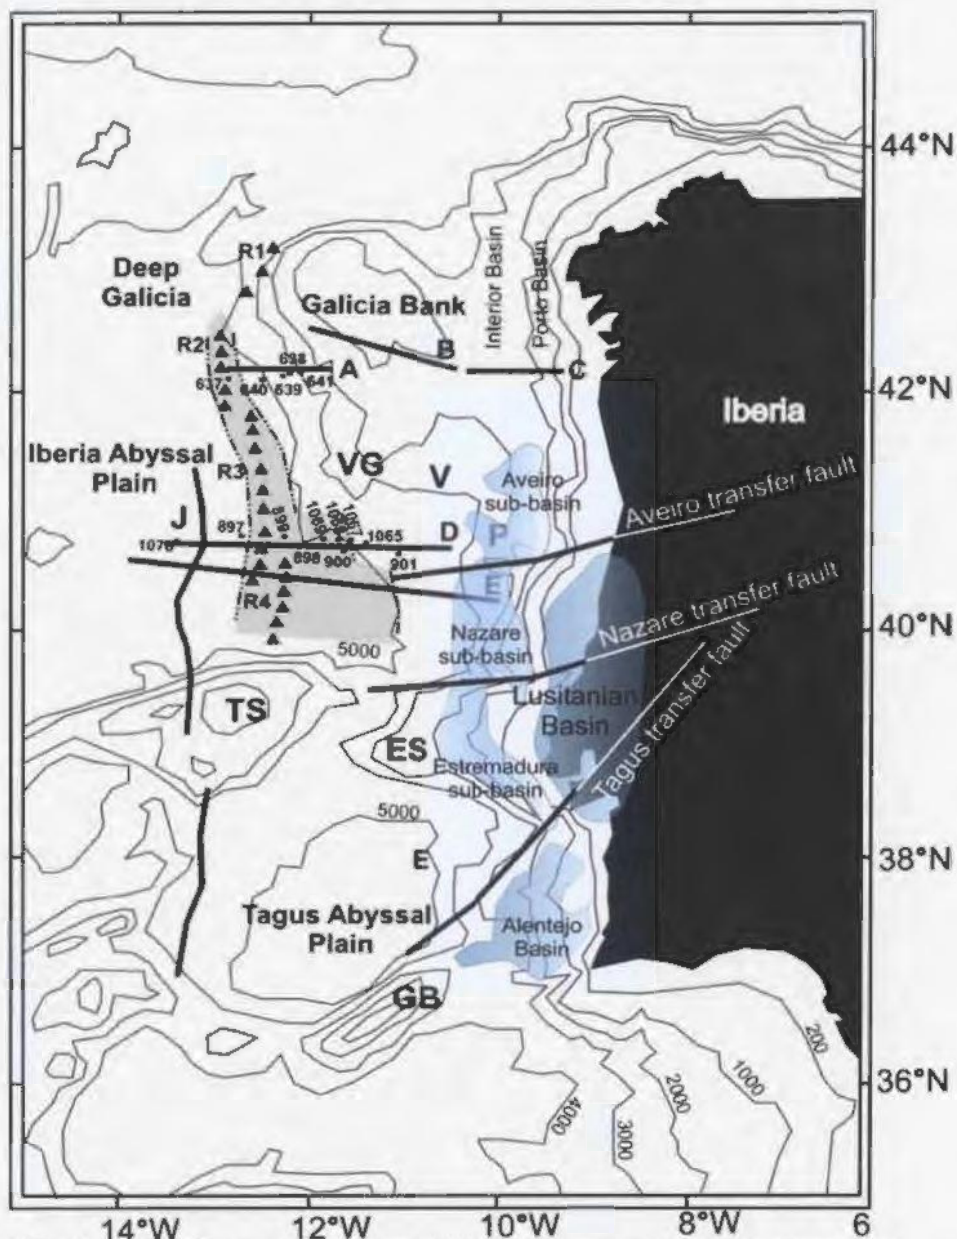 44°N
R1
Deep
Galicia
Galicia Bank
Interior Basin
Porto Basin
R2
B
A
C
637
640
639
641
42°N
Iberia
Iberia Abyssal
Plain
VG
V
R3
Aveiro
sub-basin
Aveiro transfer fault
J
897
899
1069
1067
1065
D
P
898
900
901
E
R4
Nazare
sub-basin
Nazare transfer fault
40°N
5000
TS
ES
Lusitanian
Basin
Tagus transfer fault
Estremadura
sub-basin
5000
E
38°N
Tagus Abyssal
Plain
Alentejo
Basin
GB
200
1000
2000
3000
4000
36°N
14°W
12°W
10°W
8°W
6